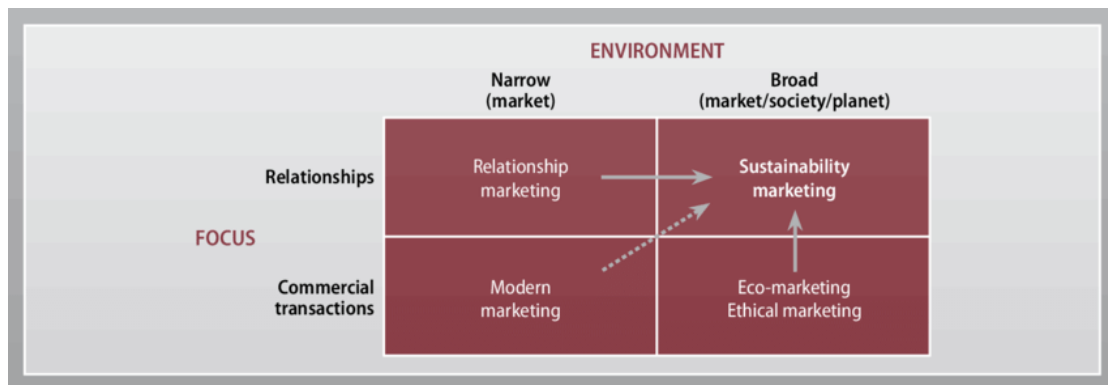 ENVIRONMENT
Narrow
(market)
Broad
(market/society/planet)
Relationships
Relationship
marketing
Sustainability
marketing
FOCUS
Commercial
transactions
Modern
marketing
Eco-marketing
Ethical marketing